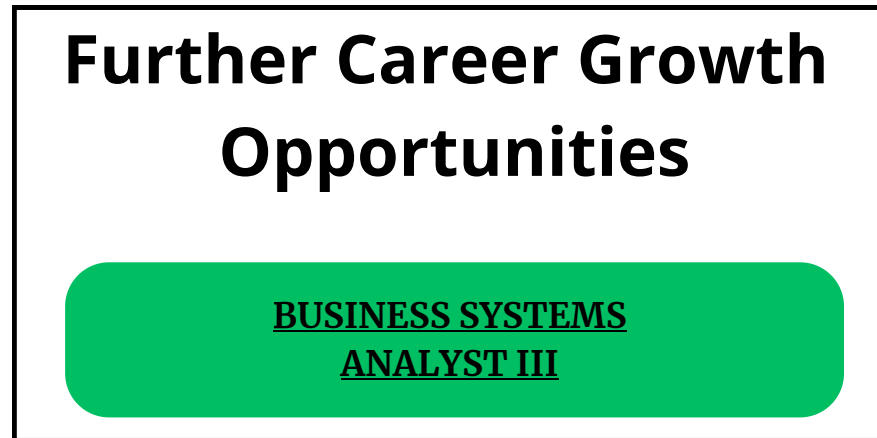 Further Career Growth
Opportunities
BUSINESS SYSTEMS
ANALYST III